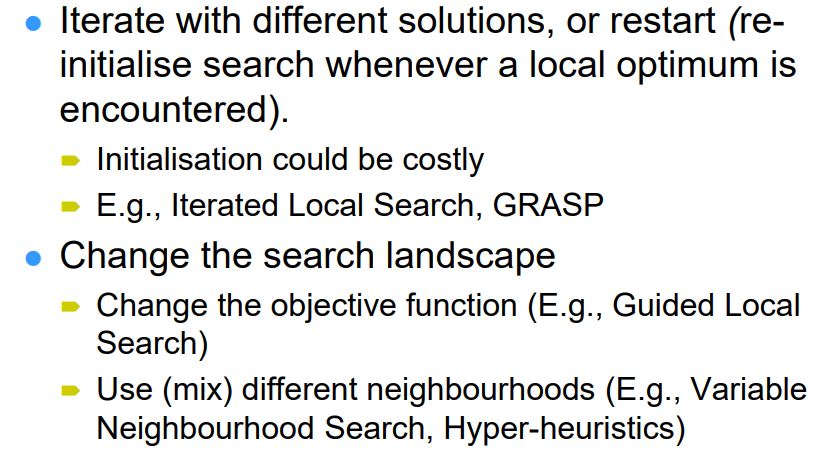 Iterate with different solutions, or restart (re-
initialise search whenever a local optimum is
encountered).
Initialisation could be costly
E.g., Iterated Local Search, GRASP
Change the search landscape
Change the objective function (E.g., Guided Local
Search)
Use (mix) different neighbourhoods (E.g., Variable
Neighbourhood Search, Hyper-heuristics)